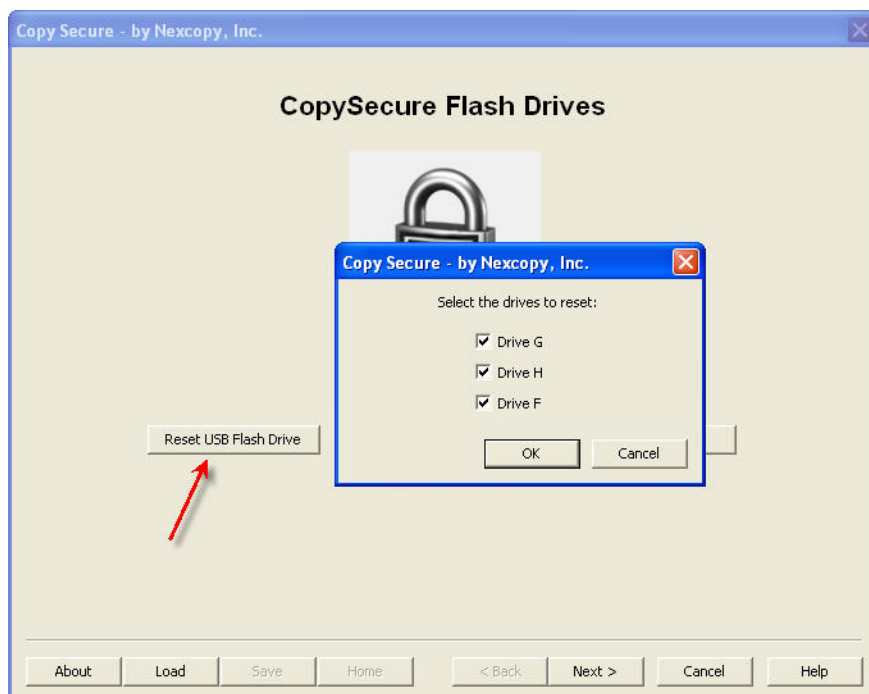 Copy Secure - by Nexcopy, Inc.
CopySecure Flash Drives
Copy Secure - by Nexcopy, Inc.
Select the drives to reset:
Drive G
Drive H
Drive F
OK Cancel
Reset USB Flash Drive
About Load Save Home < Back Next > Cancel Help